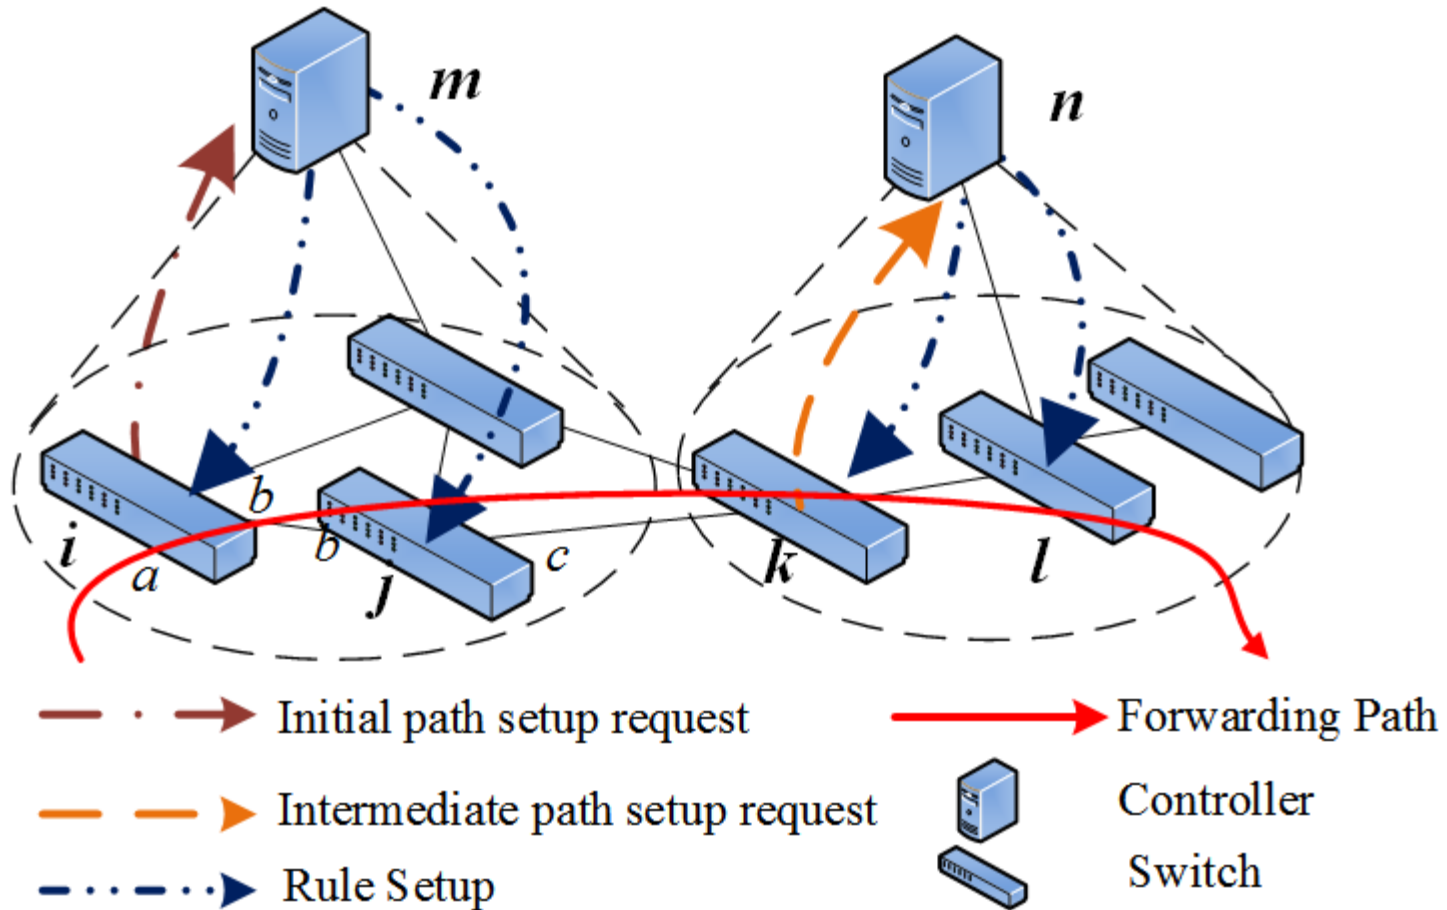 m
n
b
i
a
b
j
c
k
l
Initial path setup request
Forwarding Path
Intermediate path setup request
Controller
Rule Setup
Switch